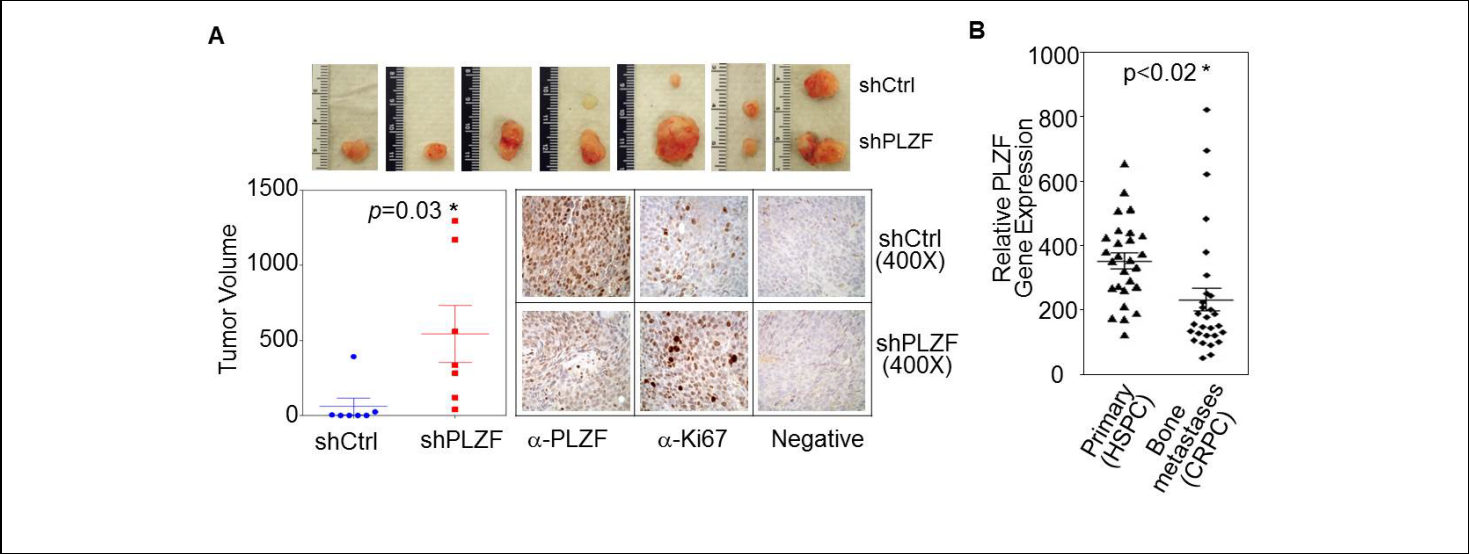 A
shCtrl
shPLZF
1500
1000
500
0
Tumor Volume
p=0.03 *
shCtrl
shPLZF
shCtrl
(400X)
shPLZF
(400X)
α-PLZF
α-Ki67
Negative
B
1000
800
600
400
200
0
Relative PLZF
Gene Expression
p<0.02 *
Primary
(HSPC)
Bone
metastases
(CRPC)